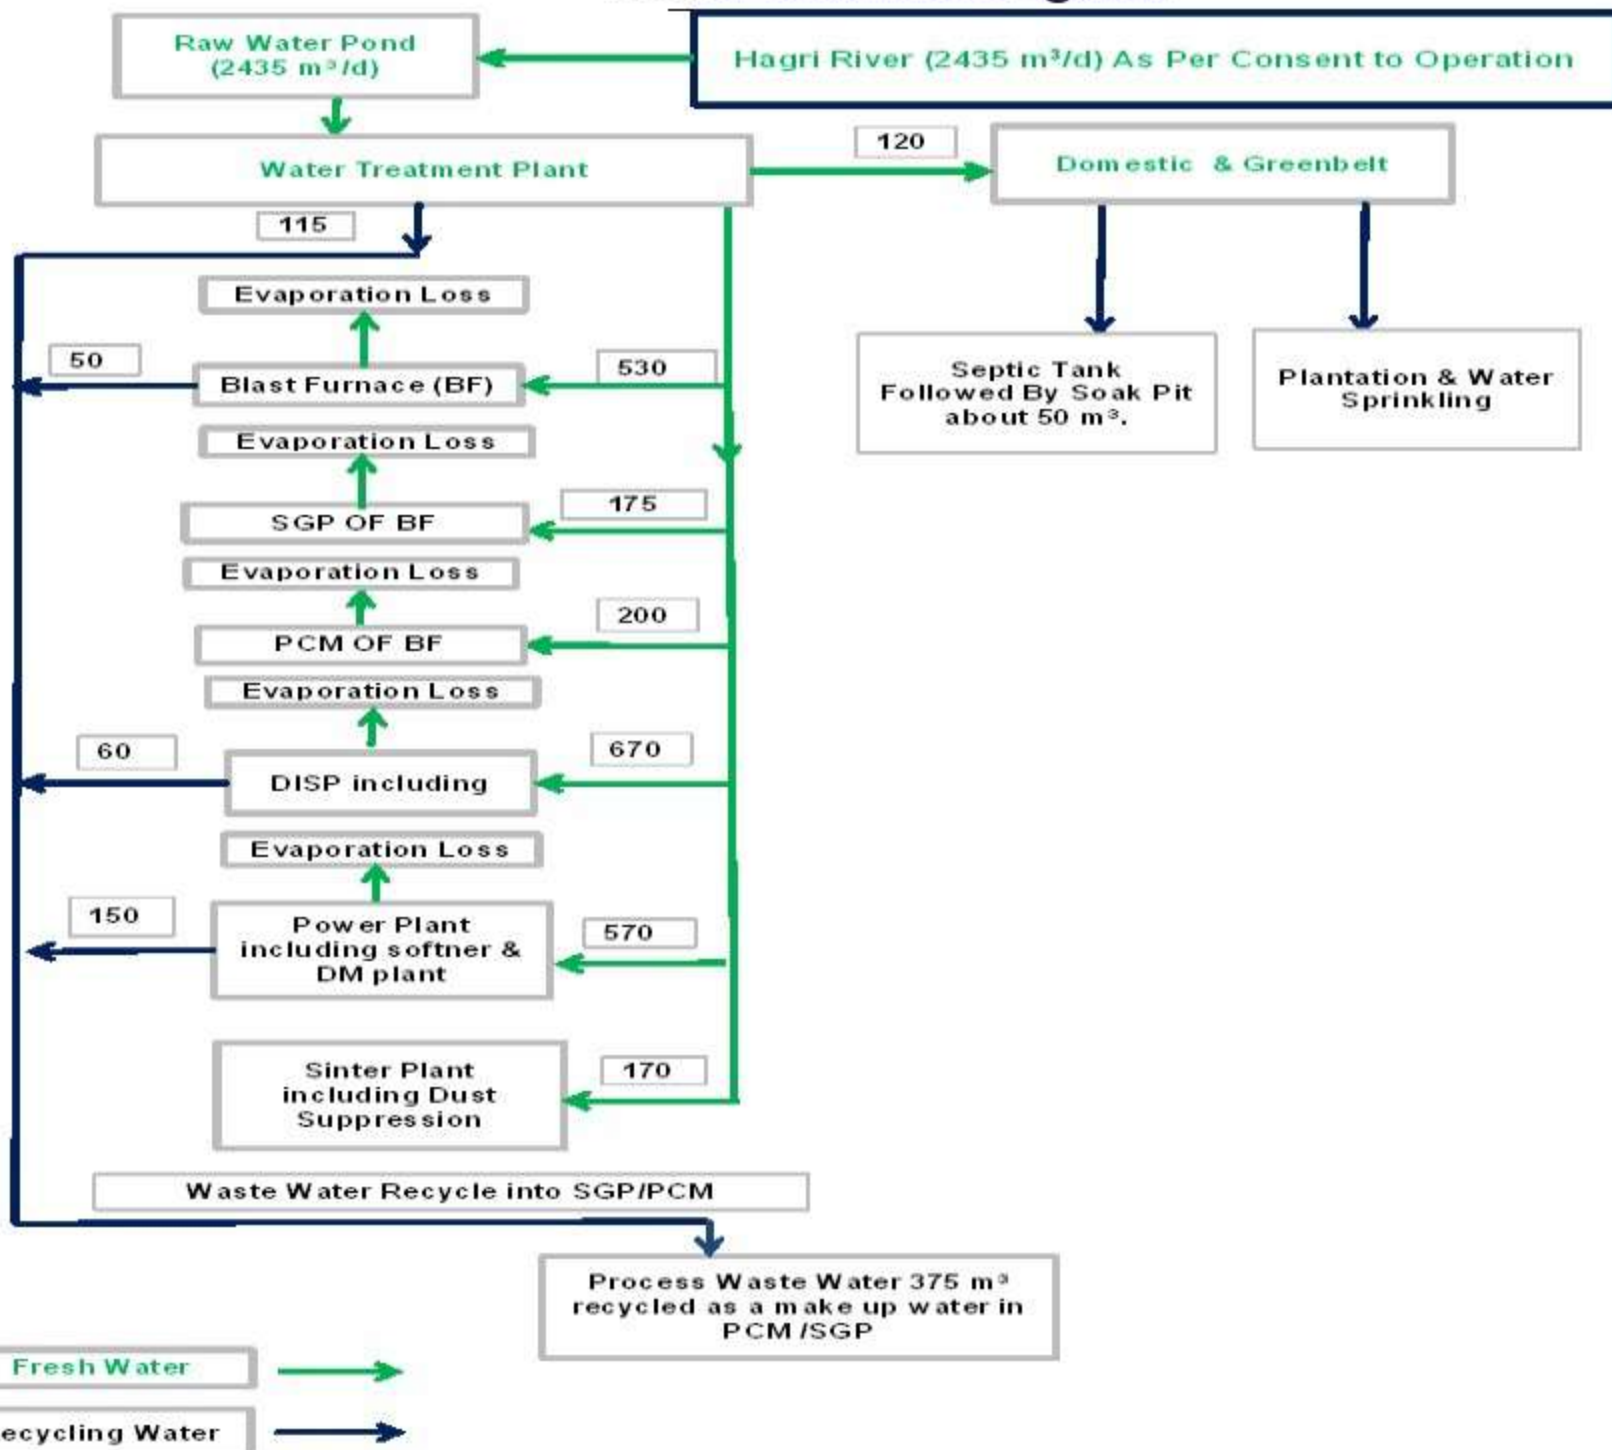 Raw Water Pond
(2435 m³/d)
Hagri River (2435 m³/d) As Per Consent to Operation
Water Treatment Plant
120
Domestic & Greenbelt
115
Evaporation Loss
50
Blast Furnace (BF)
530
Septic Tank
Followed By Soak Pit
about 50 m³.
Plantation & Water
Sprinkling
Evaporation Loss
SGP OF BF
175
Evaporation Loss
PCM OF BF
200
Evaporation Loss
60
DISP including
670
Evaporation Loss
150
Power Plant
including softner &
DM plant
570
Sinter Plant
including Dust
Suppression
170
Waste Water Recycle into SGP/PCM
Process Waste Water 375 m³
recycled as a make up water in
PCM /SGP
Fresh Water
ecycling Water